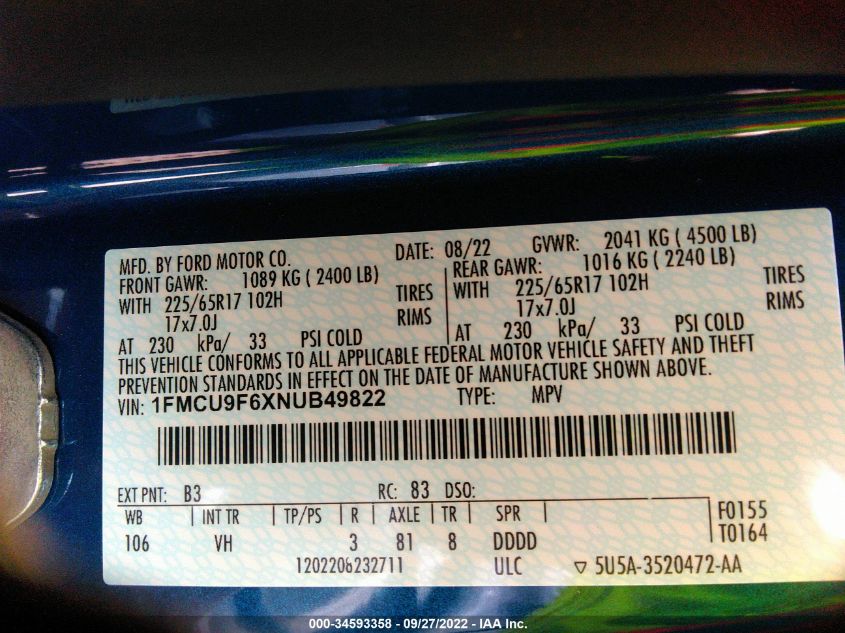 MFD. BY FORD MOTOR CO. DATE: 08/22 GVWR: 2041 KG ( 4500 LB)
FRONT GAWR: 1089 KG ( 2400 LB) REAR GAWR: 1016 KG ( 2240 LB)
WITH 225/65R17 102H TIRES WITH 225/65R17 102H TIRES
17x7.0J RIMS 17x7.0J RIMS
AT 230 kPa/ 33 PSI COLD AT 230 kPa/ 33 PSI COLD
THIS VEHICLE CONFORMS TO ALL APPLICABLE FEDERAL MOTOR VEHICLE SAFETY AND THEFT
PREVENTION STANDARDS IN EFFECT ON THE DATE OF MANUFACTURE SHOWN ABOVE.
VIN: 1FMCU9F6XNUB49822 TYPE: MPV
EXT PNT: B3 RC: 83 DSO:
WB | INT TR | TP/PS | R | AXLE | TR | SPR | F0155
106 VH 3 81 8 DDDD T0164
1202206232711 ULC ▽ 5U5A-3520472-AA
000-34593358 - 09/27/2022 - IAA Inc.